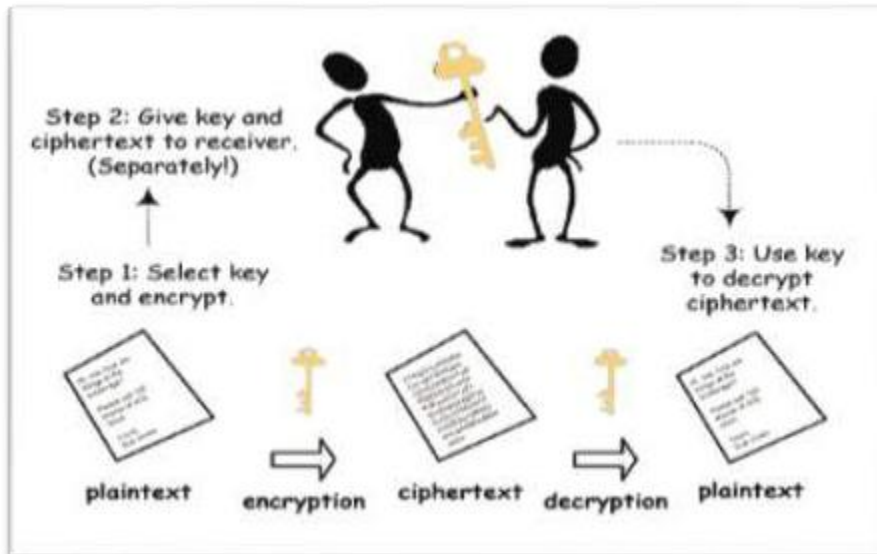 Step 2: Give key and
ciphertext to receiver.
(Separately!)
Step 1: Select key
and encrypt.
Step 3: Use key
to decrypt
ciphertext.
plaintext
encryption
ciphertext
decryption
plaintext